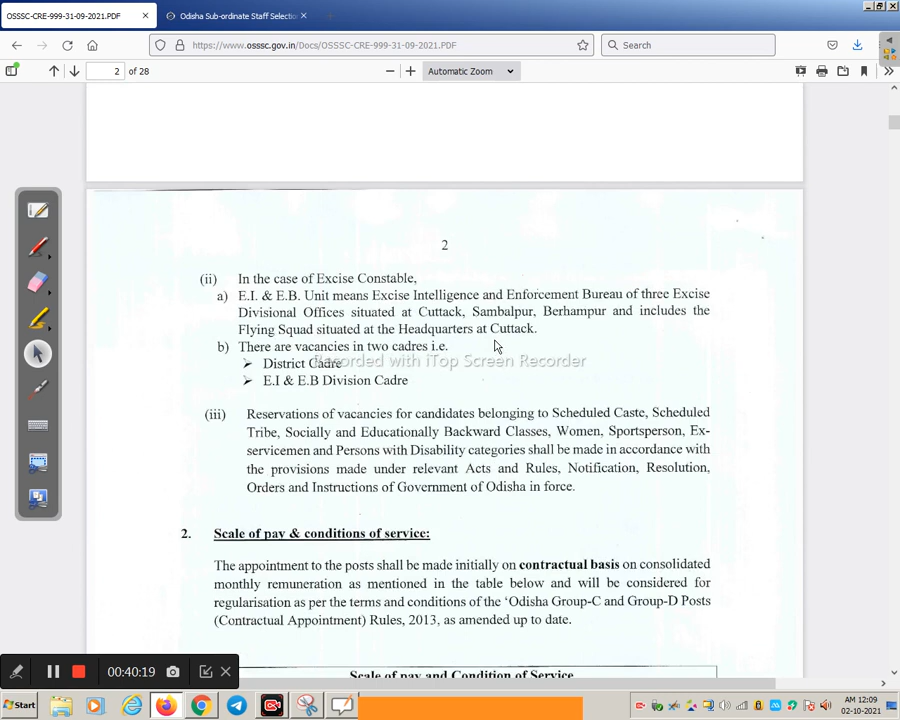 OSSSC-CRE-999-31-09-2021.PDF
Odisha Sub-ordinate Staff Selectio
https://www.osssc.gov.in/Docs/OSSSC-CRE-999-31-09-2021.PDF
Search
2 of 28
Automatic Zoom
2
(ii) In the case of Excise Constable,
a) E.I. & E.B. Unit means Excise Intelligence and Enforcement Bureau of three Excise
Divisional Offices situated at Cuttack, Sambalpur, Berhampur and includes the
Flying Squad situated at the Headquarters at Cuttack.
b) There are vacancies in two cadres i.e.
Recorded with iTop Screen Recorder
➢ District Cadre
➢ E.I & E.B Division Cadre
(iii) Reservations of vacancies for candidates belonging to Scheduled Caste, Scheduled
Tribe, Socially and Educationally Backward Classes, Women, Sportsperson, Ex-
servicemen and Persons with Disability categories shall be made in accordance with
the provisions made under relevant Acts and Rules, Notification, Resolution,
Orders and Instructions of Government of Odisha in force.
2. Scale of pay & conditions of service:
The appointment to the posts shall be made initially on contractual basis on consolidated
monthly remuneration as mentioned in the table below and will be considered for
regularisation as per the terms and conditions of the ‘Odisha Group-C and Group-D Posts
(Contractual Appointment) Rules, 2013, as amended up to date.
Scale of pay and Condition of Service
00:40:19
Start
AM 12:09
02-10-2021